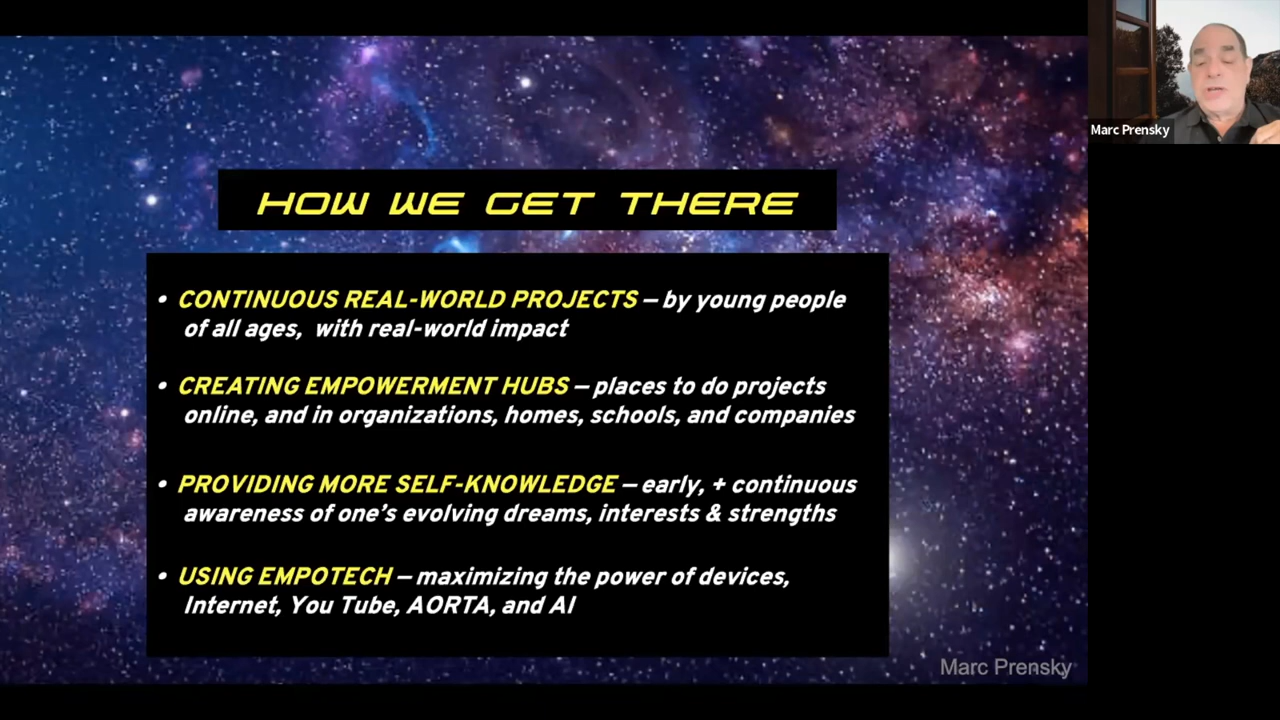 HOW WE GET THERE
• CONTINUOUS REAL-WORLD PROJECTS – by young people
of all ages, with real-world impact
• CREATING EMPOWERMENT HUBS – places to do projects
online, and in organizations, homes, schools, and companies
• PROVIDING MORE SELF-KNOWLEDGE – early, + continuous
awareness of one's evolving dreams, interests & strengths
• USING EMPOTECH – maximizing the power of devices,
Internet, You Tube, AORTA, and AI
Marc Prensky
Marc Prensky